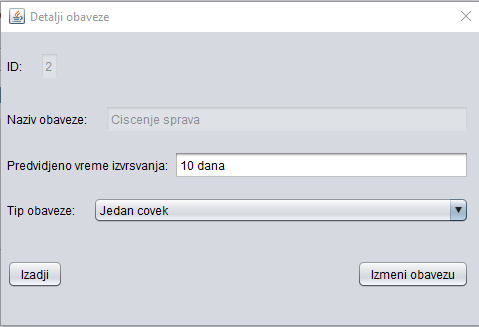 Detalji obaveze
ID: 2
Naziv obaveze: Ciscenje sprava
Predvidjeno vreme izvrsvanja: 10 dana
Tip obaveze: Jedan covek
Izadji Izmeni obavezu